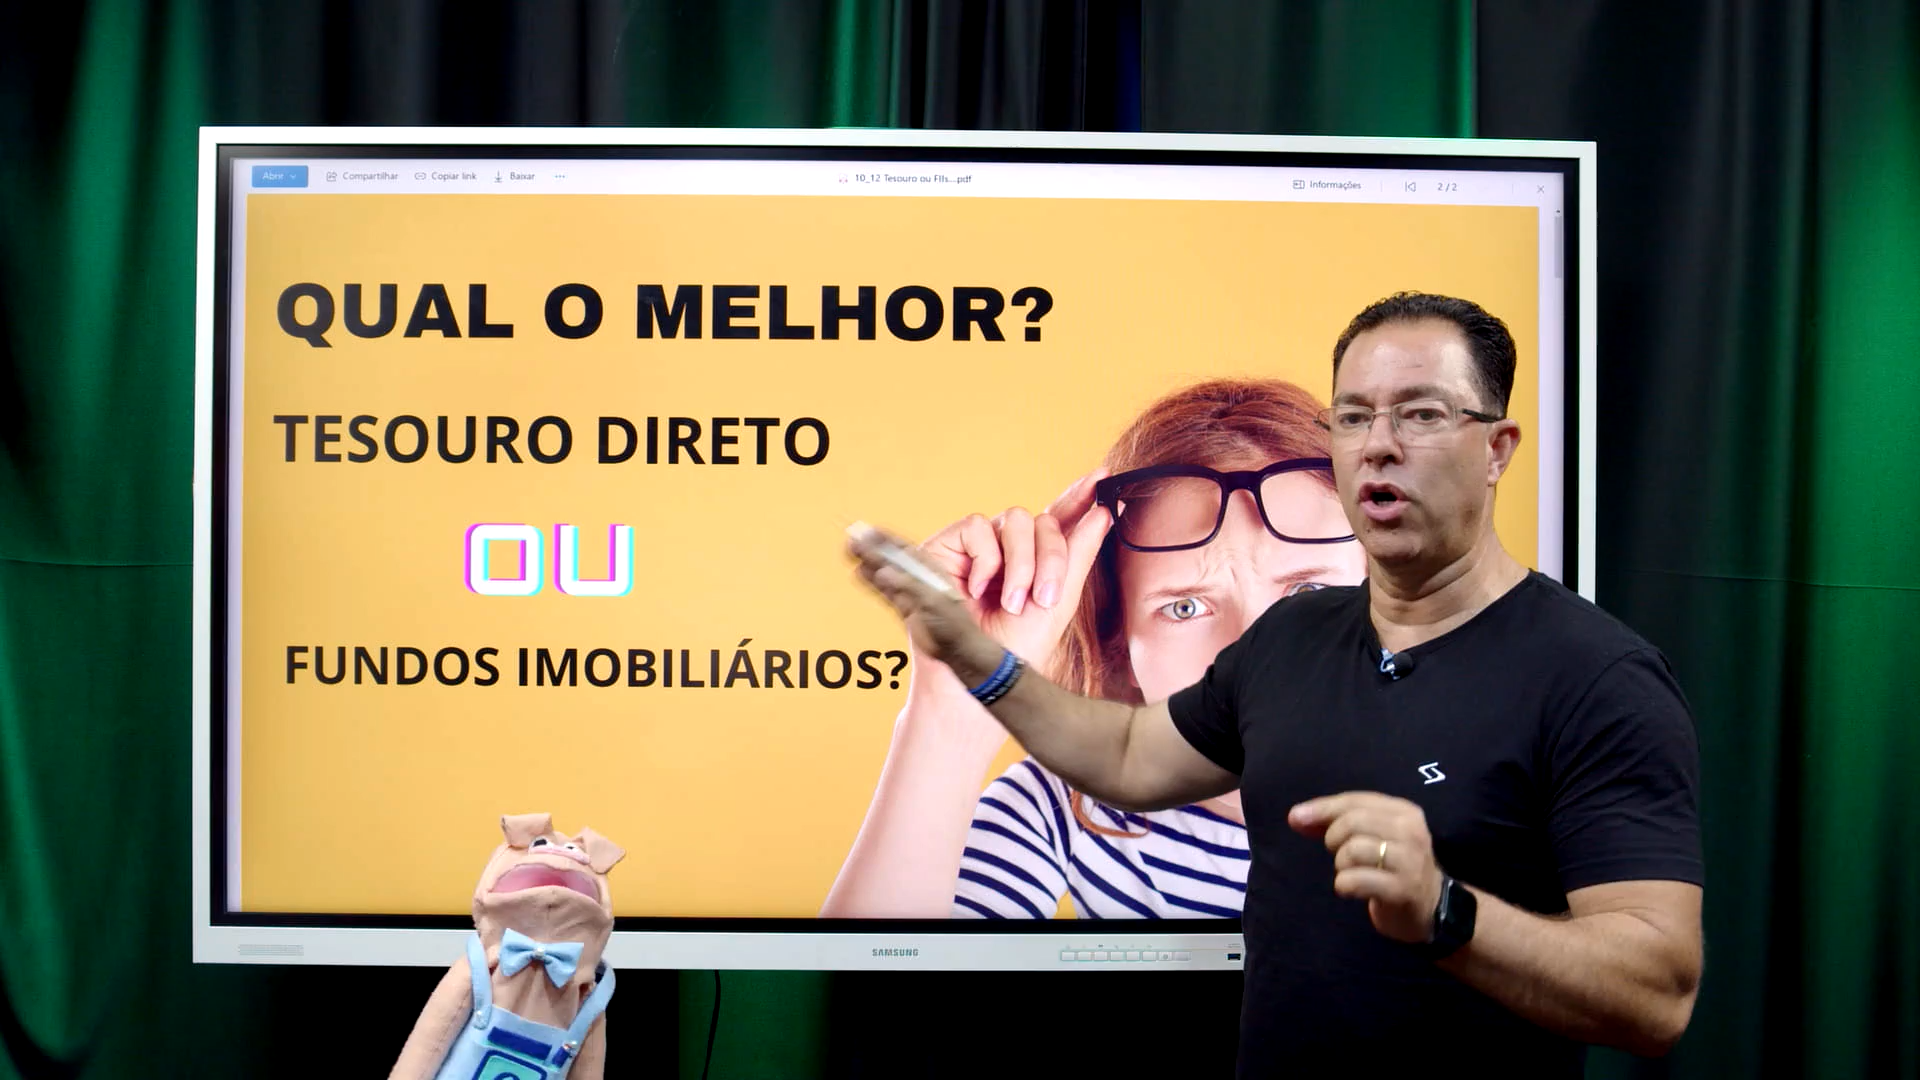 Abrir
Compartilhar
Copiar link
Baixar
10_12 Tesouro ou FIIs....pdf
Informações
2 / 2
QUAL O MELHOR?
TESOURO DIRETO
OU
FUNDOS IMOBILIÁRIOS?
SAMSUNG